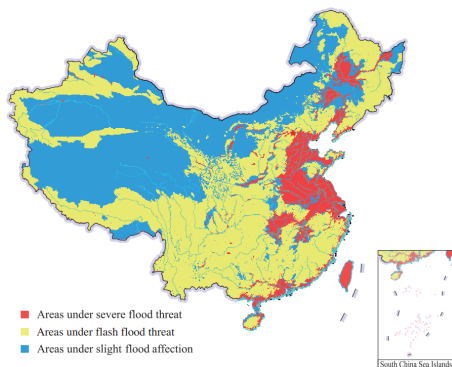 Areas under severe flood threat
Areas under flash flood threat
Areas under slight flood affection
South China Sea Islands